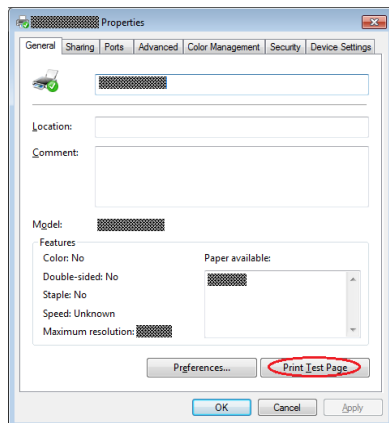 Properties
General Sharing Ports Advanced Color Management Security Device Settings
Location:
Comment:
Model:
Features
Color: No
Paper available:
Double-sided: No
Staple: No
Speed: Unknown
Maximum resolution:
Preferences... Print Test Page
OK Cancel Apply